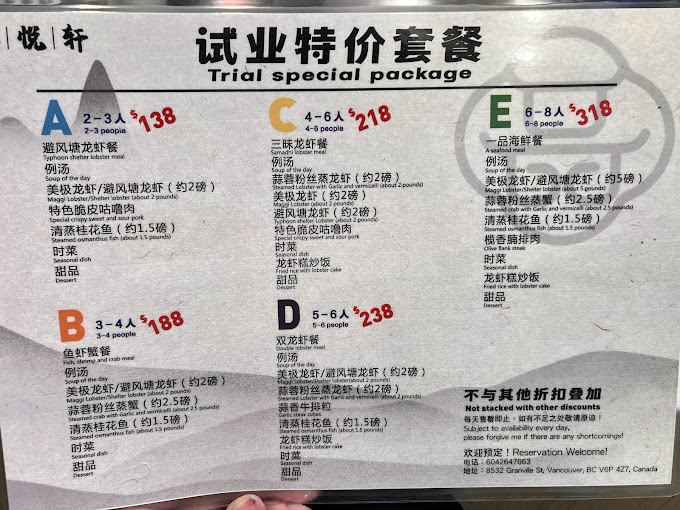 悦 轩
试业特价套餐
Trial special package
A
2-3人
2-3 people
$138
避风塘龙虾餐
Typhoon shelter lobster meal
例汤
Soup of the day
美极龙虾/避风塘龙虾（约2磅）
Maggi Lobster/Shelter lobster (about 2 pounds)
特色脆皮咕噜肉
Special crispy sweet and sour pork
清蒸桂花鱼（约1.5磅）
Steamed osmanthus fish (about 1.5 pounds)
时菜
Seasonal dish
甜品
Dessert
B
3-4人
3-4 people
$188
鱼虾蟹餐
Fish, shrimp and crab meal
例汤
Soup of the day
美极龙虾/避风塘龙虾（约2磅）
Maggi Lobster/Shelter lobster (about 2 pounds)
蒜蓉粉丝蒸蟹（约2.5磅）
Steamed crab with Garlic and vermicelli (about 2.5 pounds)
清蒸桂花鱼（约1.5磅）
Steamed osmanthus fish (about 1.5 pounds)
时菜
Seasonal dish
甜品
Dessert
C
4-6人
4-6 people
$218
三味龙虾餐
Samadhi lobster meal
例汤
Soup of the day
蒜蓉粉丝蒸龙虾（约2磅）
Steamed Lobster with Garlic and vermicelli (about 2 pounds)
美极龙虾（约2磅）
Maggi Lobster (about 2 pounds)
避风塘龙虾（约2磅）
Typhoon shelter lobster (about 2 pounds)
特色脆皮咕噜肉
Special crispy sweet and sour pork
时菜
Seasonal dish
龙虾糕炒饭
Fried rice with lobster cake
甜品
Dessert
D
5-6人
5-6 people
$238
双龙虾餐
Double lobster meal
例汤
Soup of the day
美极龙虾/避风塘龙虾（约2磅）
Maggi Lobster/Shelter lobster (about 2 pounds)
蒜蓉粉丝蒸龙虾（约2磅）
Steamed Lobster with Garlic and vermicelli (about 2 pounds)
蒜香牛排粒
Garlic steak cubes
清蒸桂花鱼（约1.5磅）
Steamed osmanthus fish (about 1.5 pounds)
龙虾糕炒饭
Fried rice with lobster cake
时菜
Seasonal dish
甜品
Dessert
E
6-8人
6-8 people
$318
一品海鲜餐
A seafood meal
例汤
Soup of the day
美极龙虾/避风塘龙虾（约5磅）
Maggi Lobster/Shelter lobster (about 5 pounds)
蒜蓉粉丝蒸蟹（约2.5磅）
Steamed crab with Garlic and vermicelli (about 2.5 pounds)
清蒸桂花鱼（约1.5磅）
Steamed osmanthus fish (about 1.5 pounds)
榄香腩排肉
Olive flank steak
时菜
Seasonal dish
龙虾糕炒饭
Fried rice with lobster cake
甜品
Dessert
不与其他折扣叠加
Not stacked with other discounts
每天售罄即止，如有不足之处敬请原谅！
Subject to availability every day,
please forgive me if there are any shortcomings!
欢迎预定！Reservation Welcome!
电话：6042647663
地址：8532 Granville St, Vancouver, BC V6P 4Z7, Canada